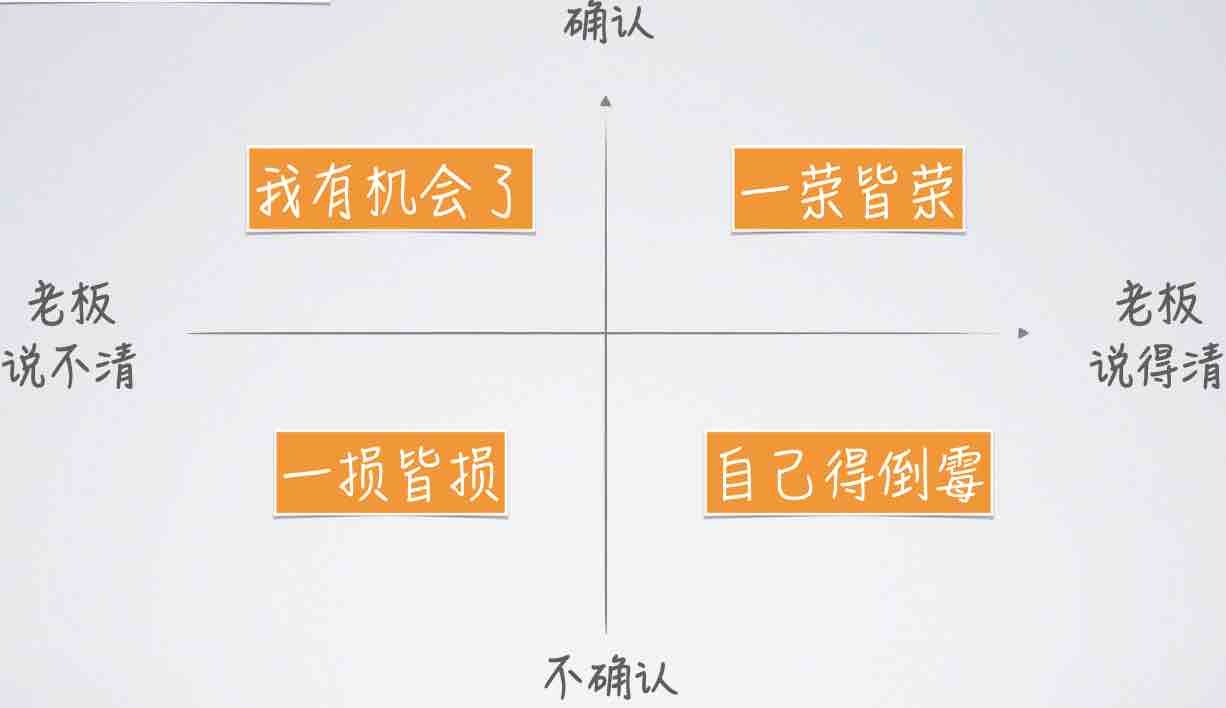 确认
我有机会了
一荣皆荣
老板
说不清
老板
说得清
一损皆损
自己得倒霉
不确认